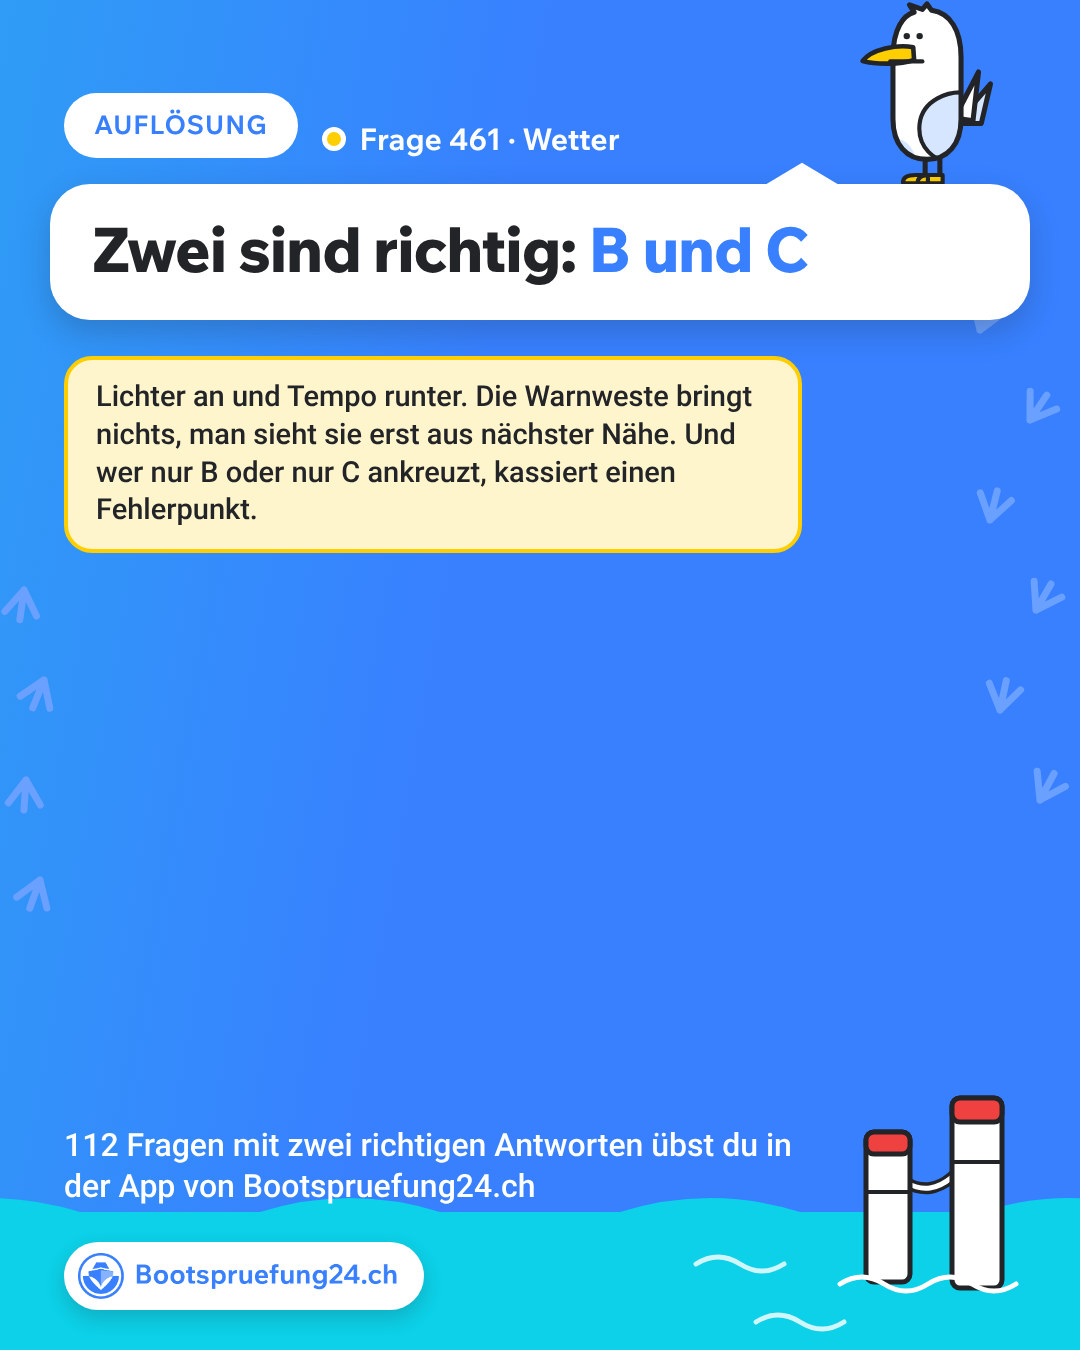 AUFLÖSUNG
Frage 461 · Wetter
Zwei sind richtig: B und C
Lichter an und Tempo runter. Die Warnweste bringt
nichts, man sieht sie erst aus nächster Nähe. Und
wer nur B oder nur C ankreuzt, kassiert einen
Fehlerpunkt.
112 Fragen mit zwei richtigen Antworten übst du in
der App von Bootspruefung24.ch
Bootspruefung24.ch